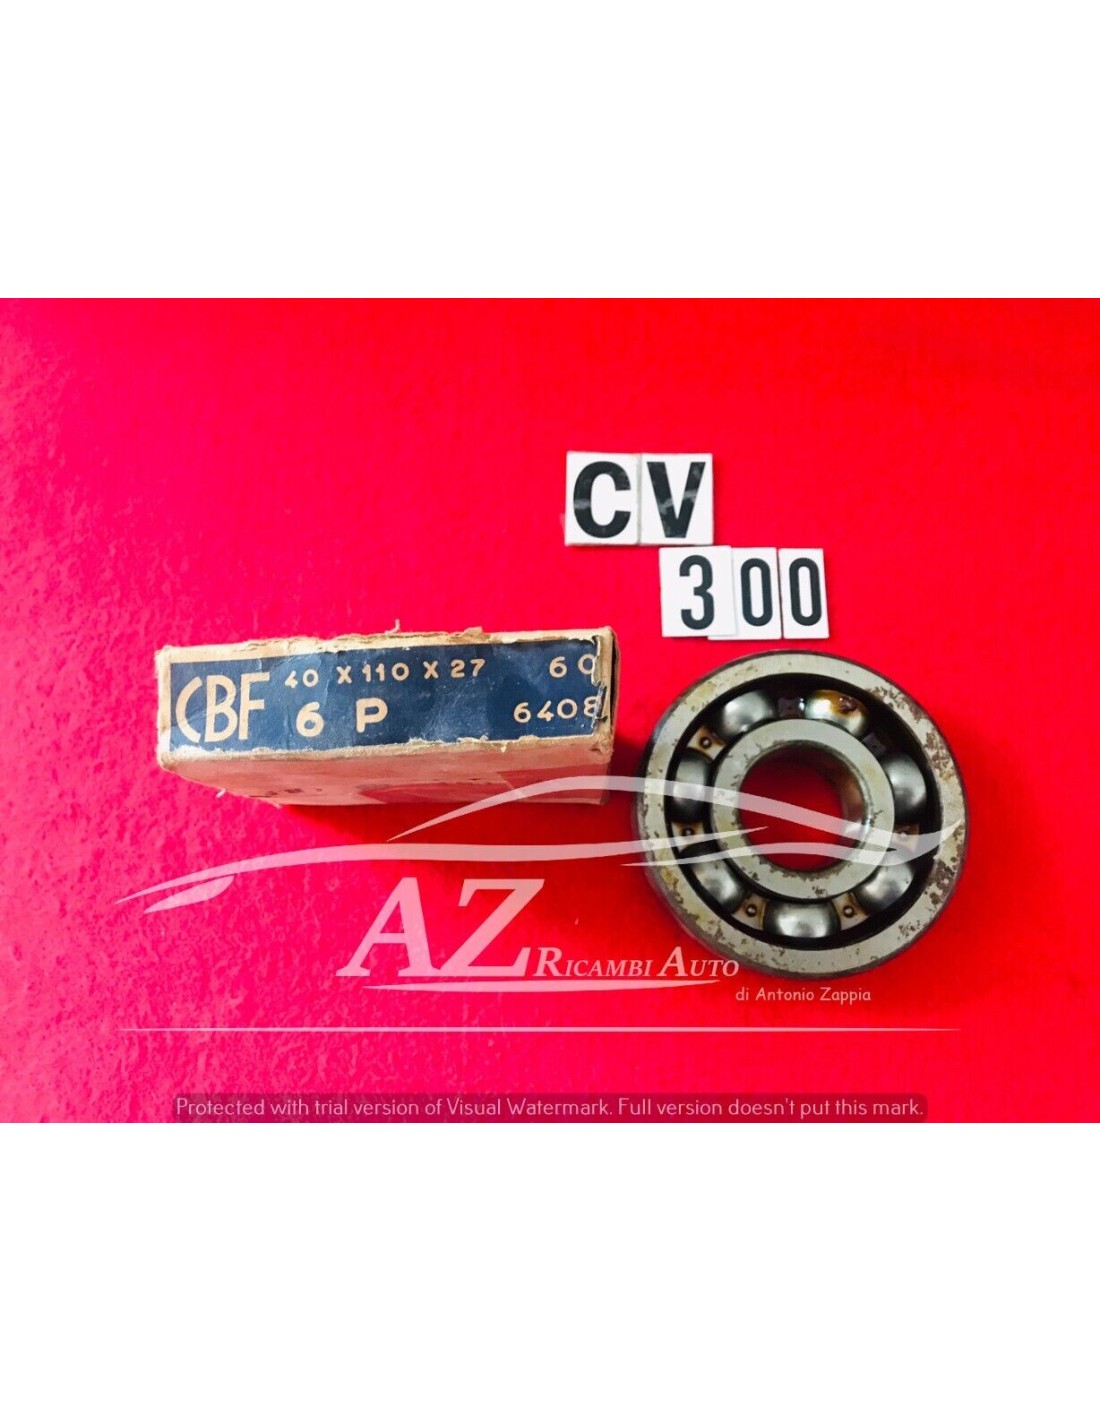 CV
300
CBF 40 X 110 X 27 60
6 P 6408
AZ RICAMBI AUTO
di Antonio Zappia
Protected with trial version of Visual Watermark. Full version doesn't put this mark.